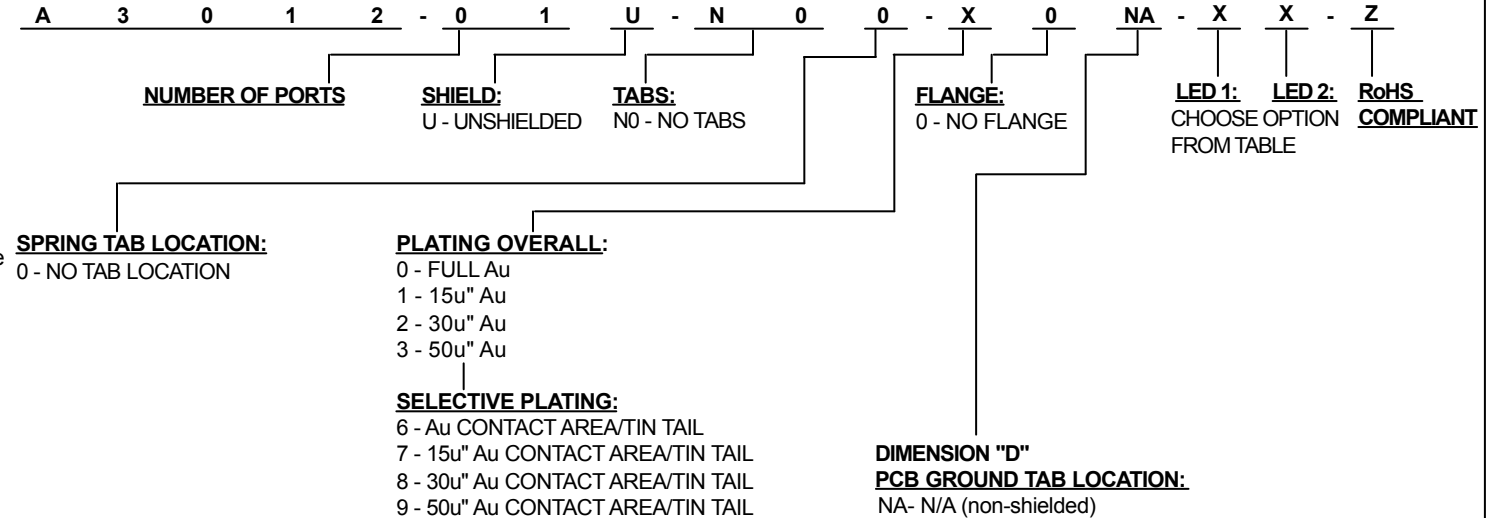 A 3 0 1 2 - 0 1 U - N 0 0 - X 0 NA - X X - Z
NUMBER OF PORTS
SHIELD:
U - UNSHIELDED
TABS:
N0 - NO TABS
FLANGE:
0 - NO FLANGE
LED 1: LED 2:
CHOOSE OPTION
FROM TABLE
RoHS
COMPLIANT
e
SPRING TAB LOCATION:
0 - NO TAB LOCATION
PLATING OVERALL:
0 - FULL Au
1 - 15u" Au
2 - 30u" Au
3 - 50u" Au
SELECTIVE PLATING:
6 - Au CONTACT AREA/TIN TAIL
7 - 15u" Au CONTACT AREA/TIN TAIL
8 - 30u" Au CONTACT AREA/TIN TAIL
9 - 50u" Au CONTACT AREA/TIN TAIL
DIMENSION "D"
PCB GROUND TAB LOCATION:
NA- N/A (non-shielded)